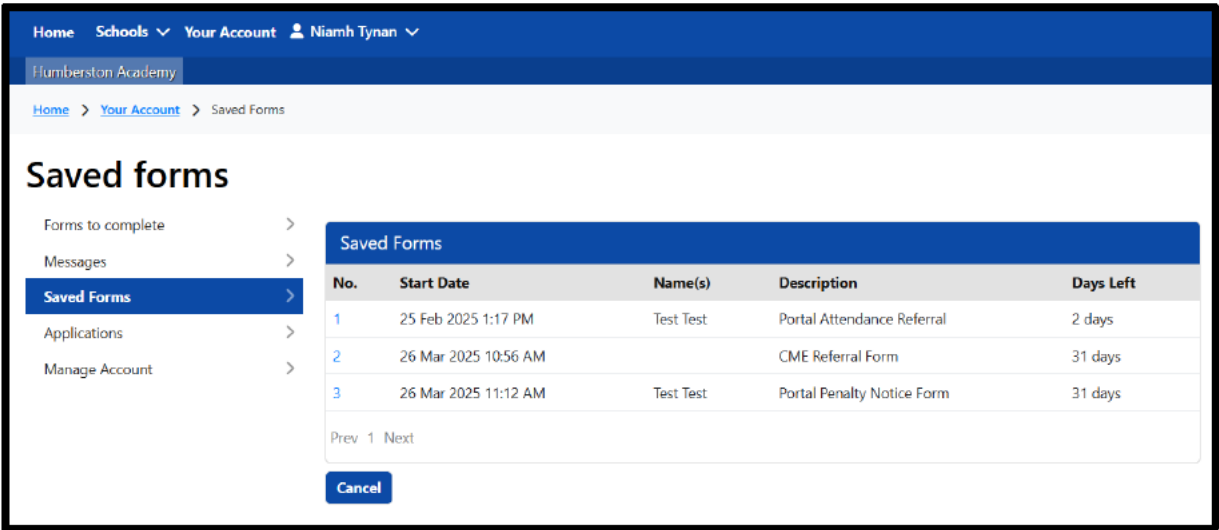 Home Schools Your Account Niamh Tynan
Humberston Academy
Home > Your Account > Saved Forms
Saved forms
Forms to complete
Messages
Saved Forms
Applications
Manage Account
Saved Forms
No. Start Date Name(s) Description Days Left
1 25 Feb 2025 1:17 PM Test Test Portal Attendance Referral 2 days
2 26 Mar 2025 10:56 AM CME Referral Form 31 days
3 26 Mar 2025 11:12 AM Test Test Portal Penalty Notice Form 31 days
Prev 1 Next
Cancel